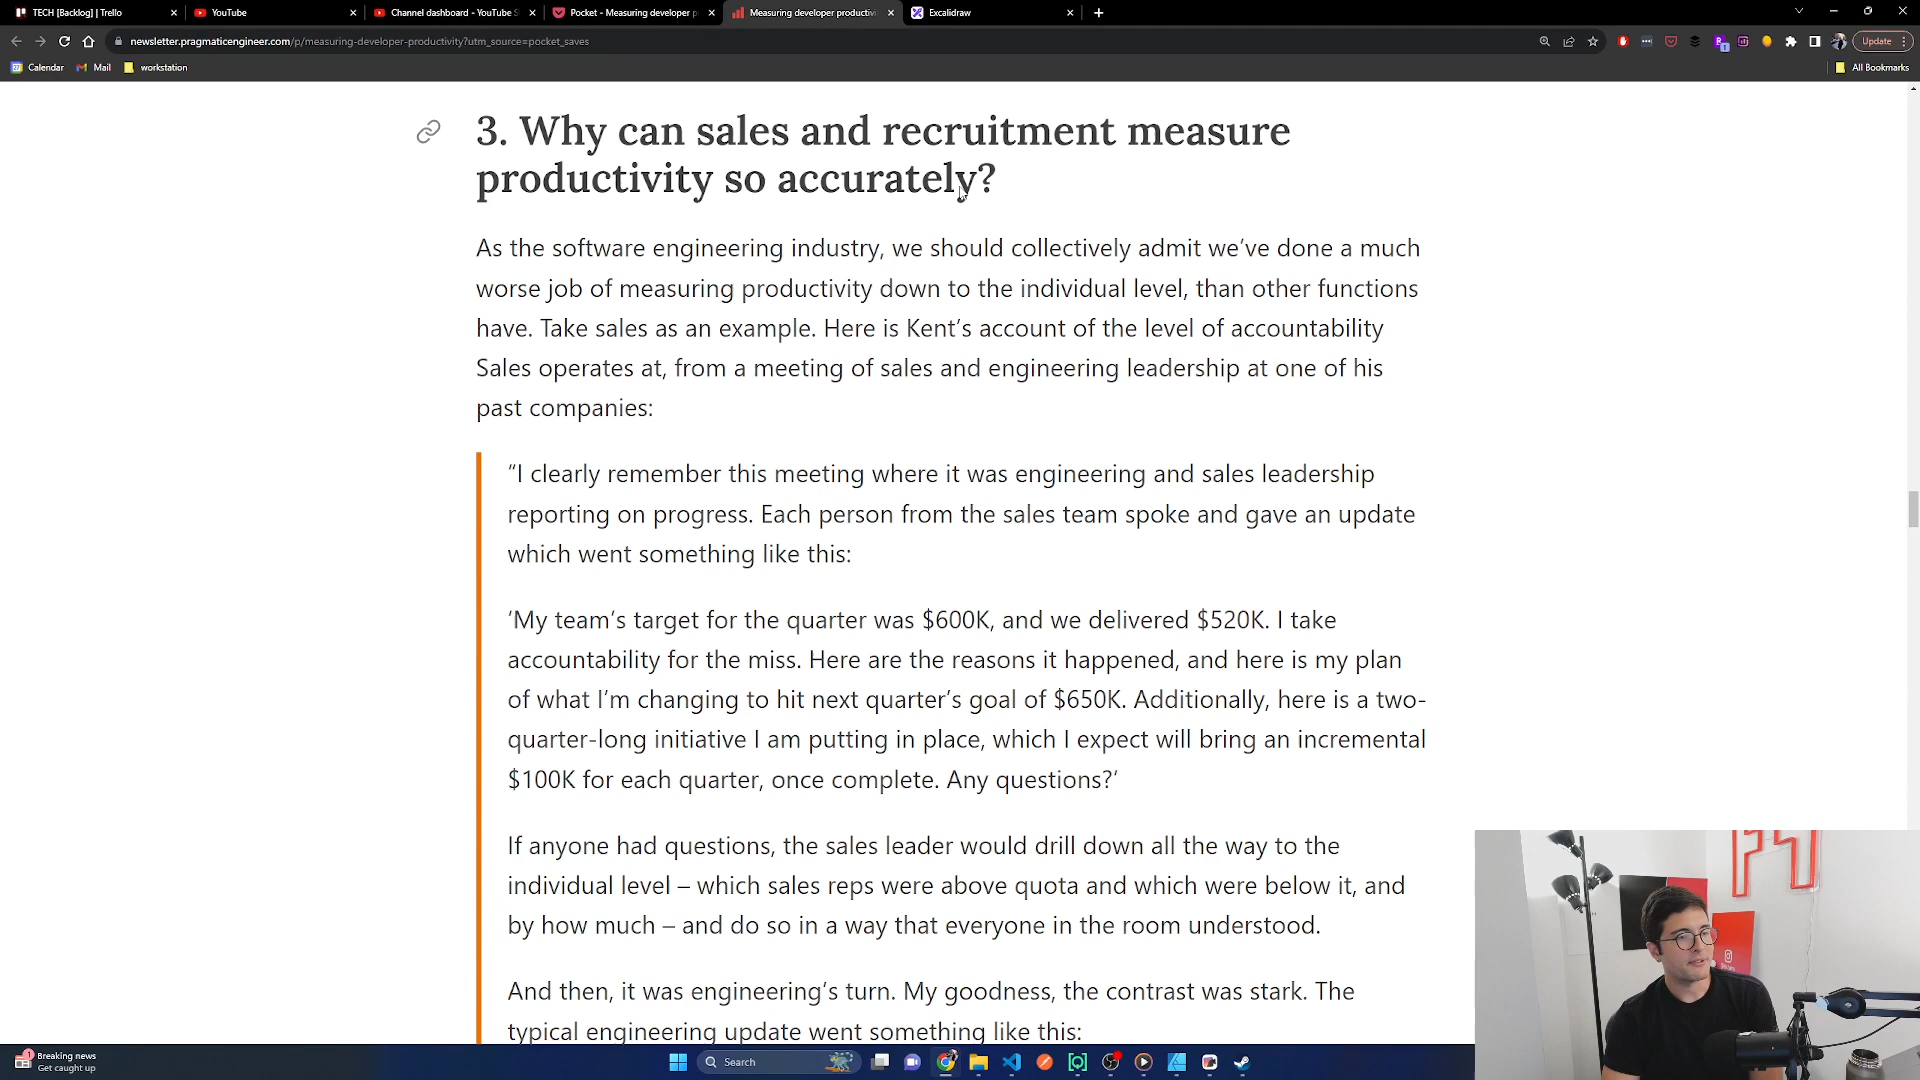 TECH [Backlog] | Trello
YouTube
Channel dashboard - YouTube S
Pocket - Measuring developer p
Measuring developer productivi
Excalidraw
newsletter.pragmaticengineer.com/p/measuring-developer-productivity?utm_source=pocket_saves
Update
Calendar
Mail
workstation
All Bookmarks
3. Why can sales and recruitment measure
productivity so accurately?
As the software engineering industry, we should collectively admit we’ve done a much
worse job of measuring productivity down to the individual level, than other functions
have. Take sales as an example. Here is Kent’s account of the level of accountability
Sales operates at, from a meeting of sales and engineering leadership at one of his
past companies:
“I clearly remember this meeting where it was engineering and sales leadership
reporting on progress. Each person from the sales team spoke and gave an update
which went something like this:
‘My team’s target for the quarter was $600K, and we delivered $520K. I take
accountability for the miss. Here are the reasons it happened, and here is my plan
of what I’m changing to hit next quarter’s goal of $650K. Additionally, here is a two-
quarter-long initiative I am putting in place, which I expect will bring an incremental
$100K for each quarter, once complete. Any questions?’
If anyone had questions, the sales leader would drill down all the way to the
individual level – which sales reps were above quota and which were below it, and
by how much – and do so in a way that everyone in the room understood.
And then, it was engineering’s turn. My goodness, the contrast was stark. The
typical engineering update went something like this:
Breaking news
Get caught up
Search